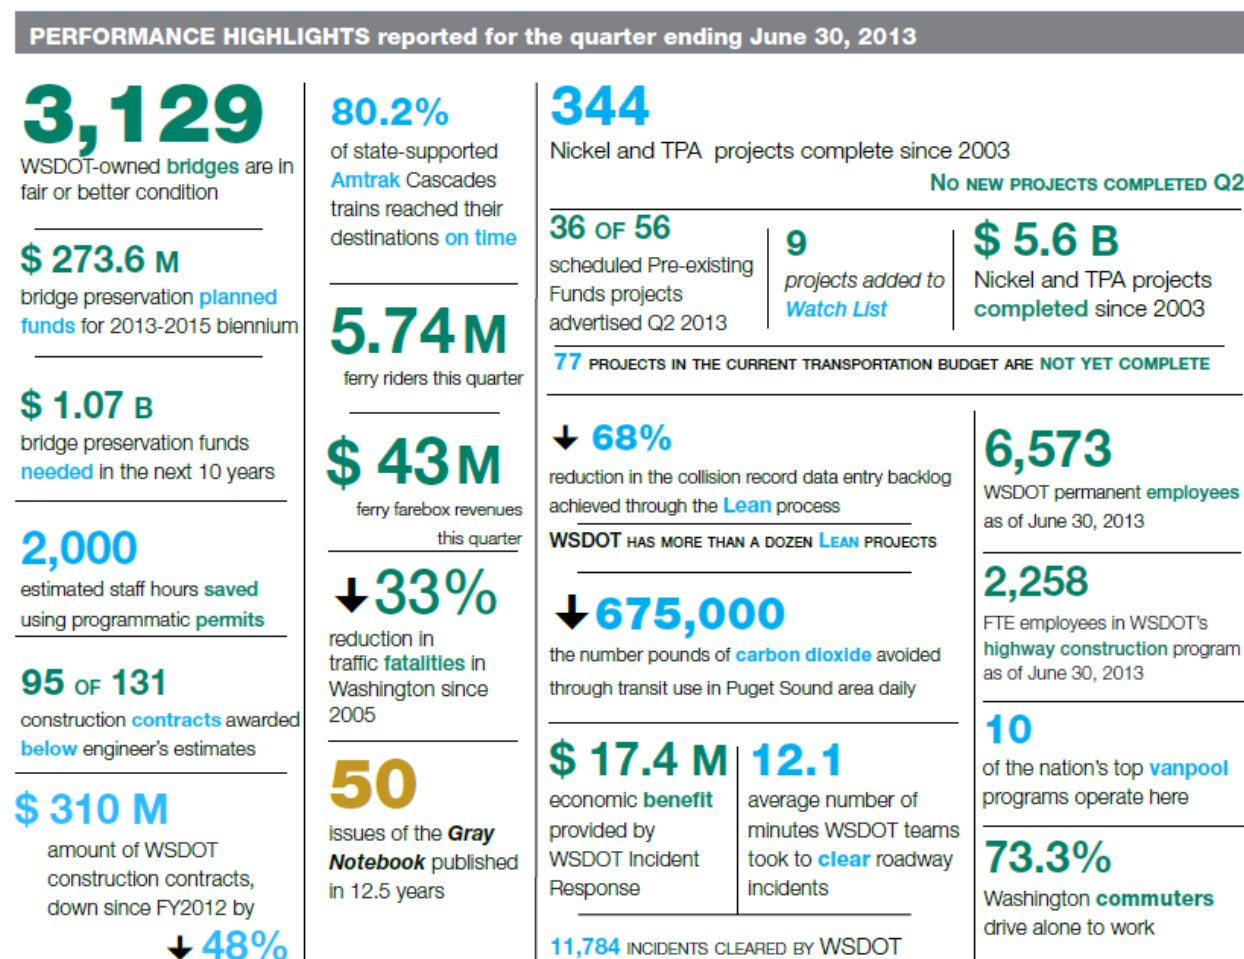 PERFORMANCE HIGHLIGHTS reported for the quarter ending June 30, 2013
3,129
WSDOT-owned bridges are in
fair or better condition
$ 273.6 M
bridge preservation planned
funds for 2013-2015 biennium
$ 1.07 B
bridge preservation funds
needed in the next 10 years
2,000
estimated staff hours saved
using programmatic permits
95 OF 131
construction contracts awarded
below engineer's estimates
$ 310 M
amount of WSDOT
construction contracts,
down since FY2012 by
48%
80.2%
of state-supported
Amtrak Cascades
trains reached their
destinations on time
5.74 M
ferry riders this quarter
$ 43 M
ferry farebox revenues
this quarter
33%
reduction in
traffic fatalities in
Washington since
2005
50
issues of the Gray
Notebook published
in 12.5 years
344
Nickel and TPA projects complete since 2003
NO NEW PROJECTS COMPLETED Q2
36 OF 56
scheduled Pre-existing
Funds projects
advertised Q2 2013
9
projects added to
Watch List
$ 5.6 B
Nickel and TPA projects
completed since 2003
77 PROJECTS IN THE CURRENT TRANSPORTATION BUDGET ARE NOT YET COMPLETE
68%
reduction in the collision record data entry backlog
achieved through the Lean process
WSDOT HAS MORE THAN A DOZEN LEAN PROJECTS
675,000
the number pounds of carbon dioxide avoided
through transit use in Puget Sound area daily
$ 17.4 M
economic benefit
provided by
WSDOT Incident
Response
12.1
average number of
minutes WSDOT teams
took to clear roadway
incidents
11,784 INCIDENTS CLEARED BY WSDOT
6,573
WSDOT permanent employees
as of June 30, 2013
2,258
FTE employees in WSDOT's
highway construction program
as of June 30, 2013
10
of the nation's top vanpool
programs operate here
73.3%
Washington commuters
drive alone to work